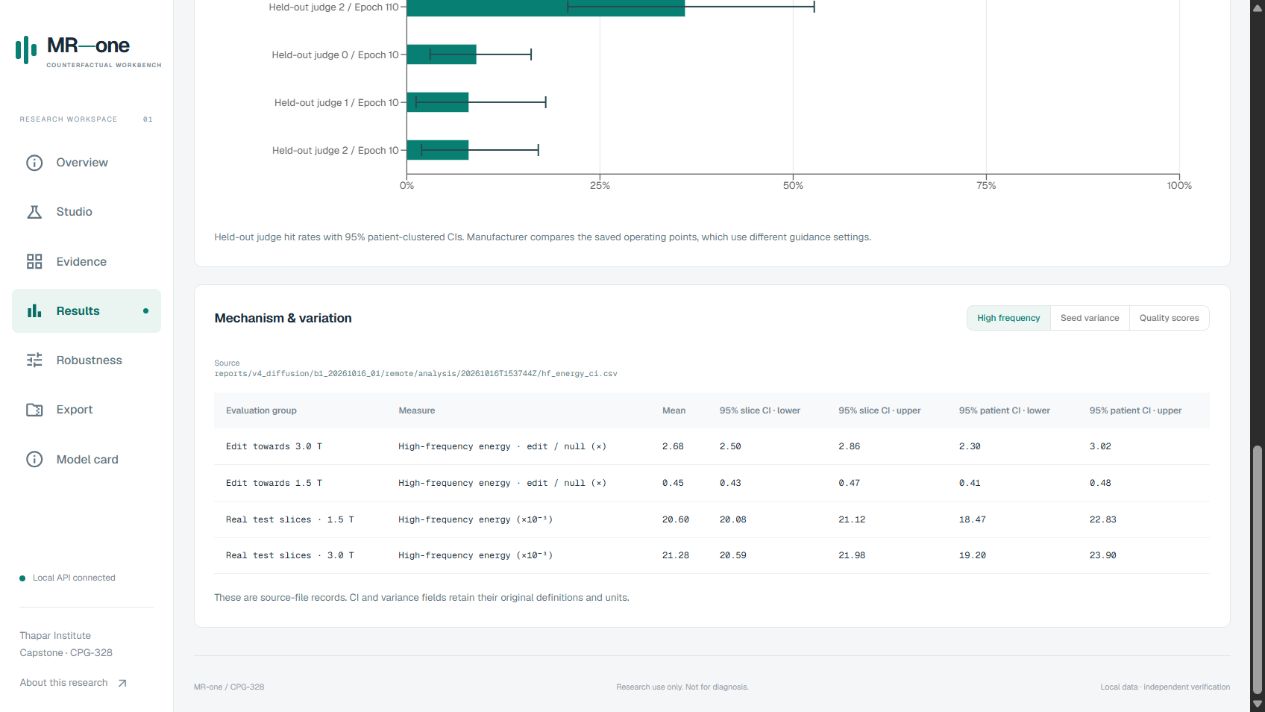 MR—one
COUNTERFACTUAL WORKBENCH
RESEARCH WORKSPACE 01
Overview
Studio
Evidence
Results
Robustness
Export
Model card
Local API connected
Thapar Institute
Capstone · CPG-328
About this research
Held-out judge 2 / Epoch 110
Held-out judge 0 / Epoch 10
Held-out judge 1 / Epoch 10
Held-out judge 2 / Epoch 10
0% 25% 50% 75% 100%
Held-out judge hit rates with 95% patient-clustered CIs. Manufacturer compares the saved operating points, which use different guidance settings.
Mechanism & variation
High frequency Seed variance Quality scores
Source
reports/v4_diffusion/b1_20261016_01/remote/analysis/20261016T153744Z/hf_energy_ci.csv
Evaluation group Measure Mean 95% slice CI · lower 95% slice CI · upper 95% patient CI · lower 95% patient CI · upper
Edit towards 3.0 T High-frequency energy · edit / null (×) 2.68 2.50 2.86 2.30 3.02
Edit towards 1.5 T High-frequency energy · edit / null (×) 0.45 0.43 0.47 0.41 0.48
Real test slices · 1.5 T High-frequency energy (×10⁻³) 20.60 20.08 21.12 18.47 22.83
Real test slices · 3.0 T High-frequency energy (×10⁻³) 21.28 20.59 21.98 19.20 23.90
These are source-file records. CI and variance fields retain their original definitions and units.
MR-one / CPG-328
Research use only. Not for diagnosis.
Local data · independent verification